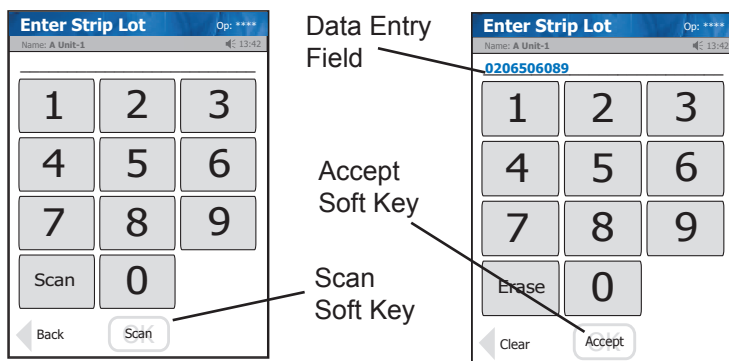 Enter Strip Lot Op: ****
Name: A Unit-1 13:42
1 2 3
4 5 6
7 8 9
Scan 0
Back Scan
OK
Data Entry
Field
Accept
Soft Key
Scan
Soft Key
Enter Strip Lot Op: ****
Name: A Unit-1 13:42
0206506089
1 2 3
4 5 6
7 8 9
Erase 0
Clear Accept
OK